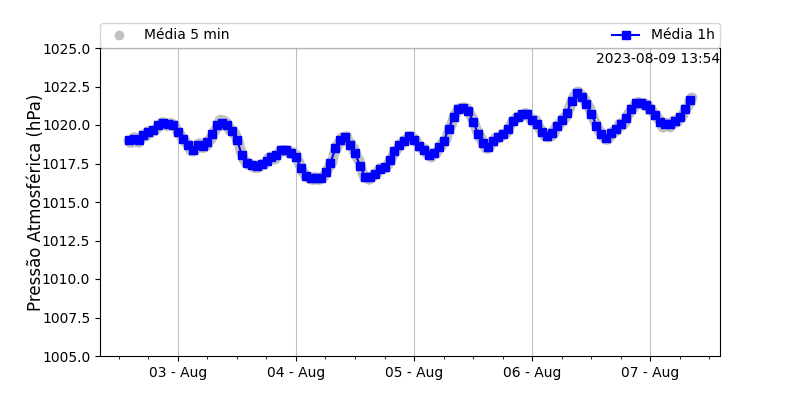 Média 5 min
Média 1h
2023-08-09 13:54
Pressão Atmosférica (hPa)
1025.0
1022.5
1020.0
1017.5
1015.0
1012.5
1010.0
1007.5
1005.0
03 - Aug
04 - Aug
05 - Aug
06 - Aug
07 - Aug